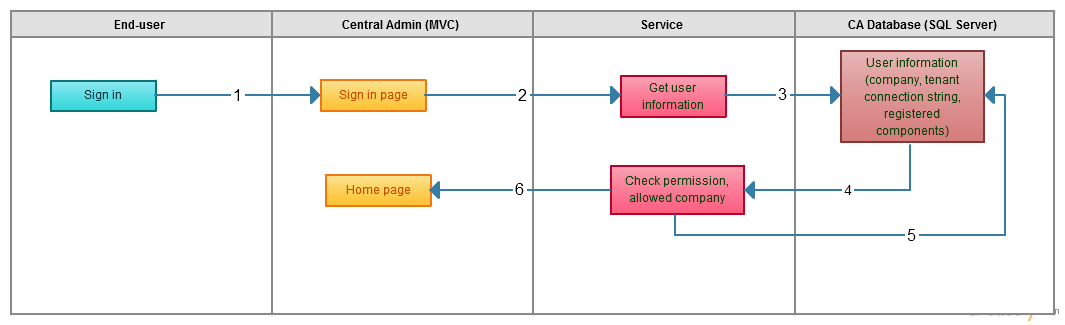 End-user
Central Admin (MVC)
Service
CA Database (SQL Server)
Sign in
1
Sign in page
2
Get user
information
3
User information
(company, tenant
connection string,
registered
components)
Home page
6
Check permission,
allowed company
4
5